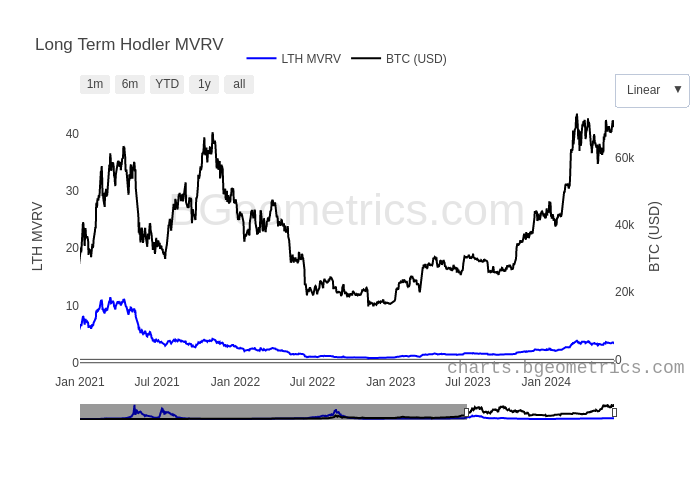 Long Term Hodler MVRV
LTH MVRV BTC (USD)
1m 6m YTD 1y all
Linear ▼
40
30
20
10
0
LTH MVRV
60k
40k
20k
0
BTC (USD)
BGeometrics.com
charts.bgeometrics.com
Jan 2021 Jul 2021 Jan 2022 Jul 2022 Jan 2023 Jul 2023 Jan 2024